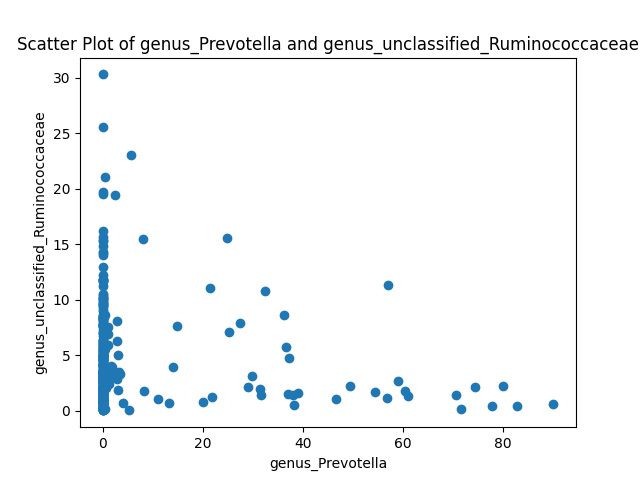 Scatter Plot of genus_Prevotella and genus_unclassified_Ruminococcaceae
30
25
20
15
10
5
0
genus_unclassified_Ruminococcaceae
0 20 40 60 80
genus_Prevotella